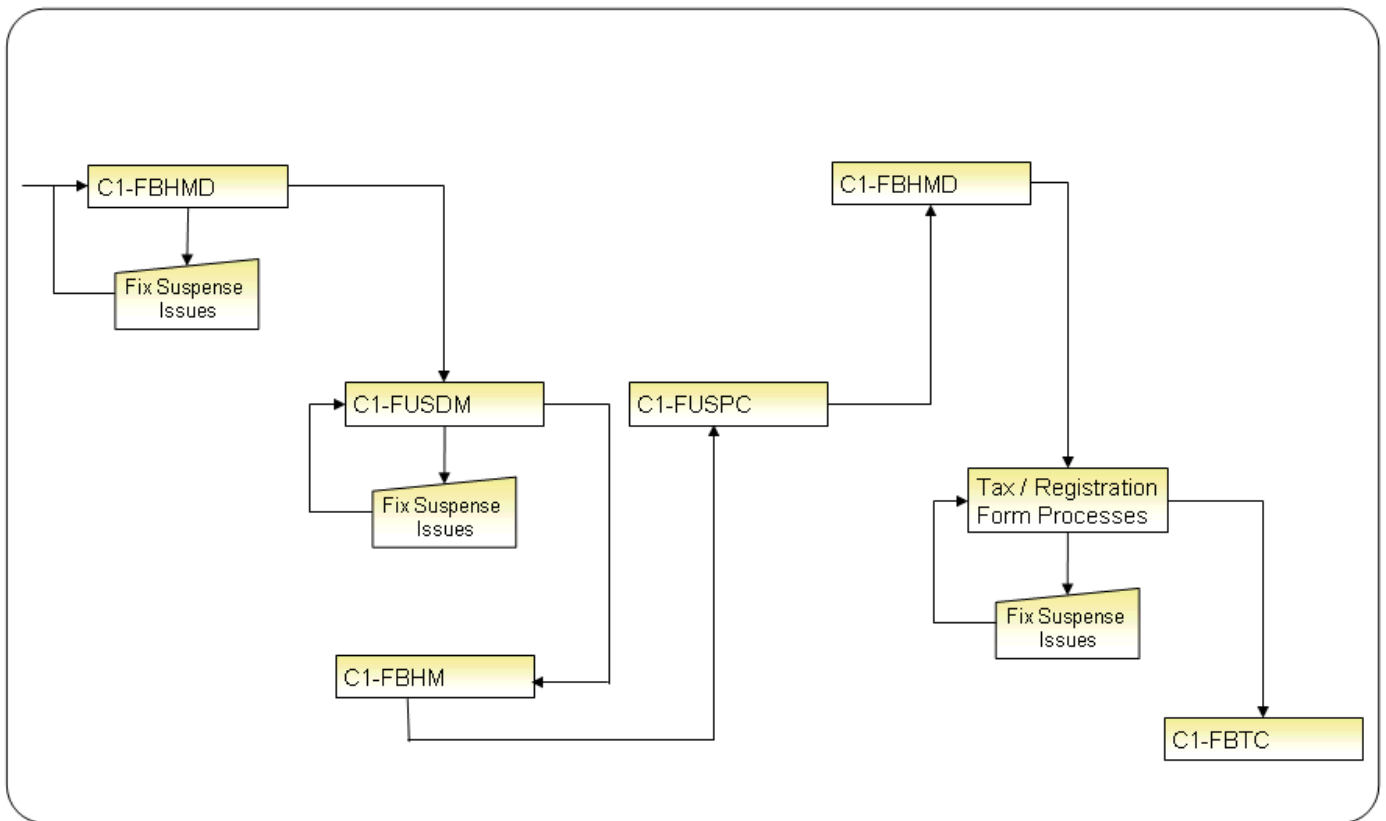 C1-FBHMD
Fix Suspense
Issues
C1-FUSDM
Fix Suspense
Issues
C1-FBHM
C1-FUSPC
C1-FBHMD
Tax / Registration
Form Processes
Fix Suspense
Issues
C1-FBTC